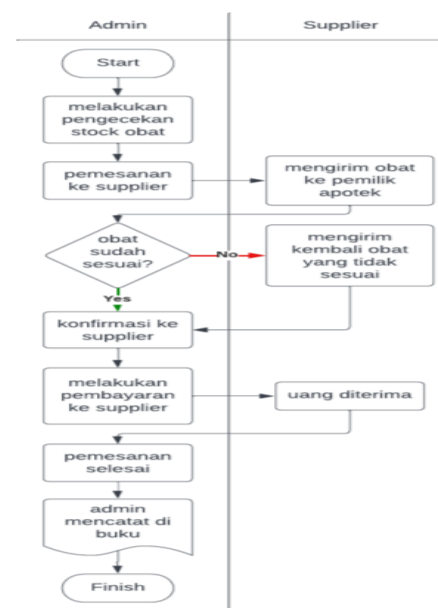 Admin
Supplier
Start
melakukan
pengecekan
stock obat
pemesanan
ke supplier
mengirim obat
ke pemilik
apotek
obat
sudah
sesuai?
No
mengirim
kembali obat
yang tidak
sesuai
Yes
konfirmasi ke
supplier
melakukan
pembayaran
ke supplier
uang diterima
pemesanan
selesai
admin
mencatat di
buku
Finish